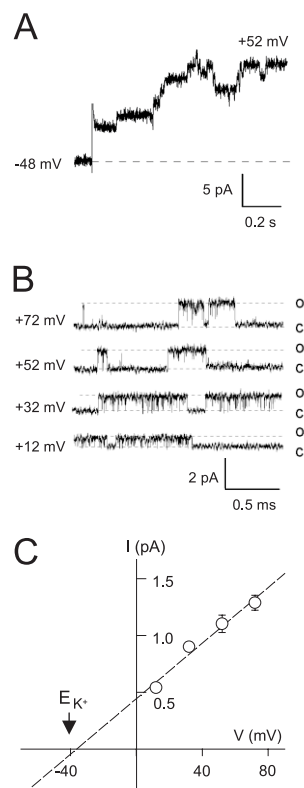 A
+52 mV
-48 mV
5 pA
0.2 s
B
+72 mV
O
C
+52 mV
O
C
+32 mV
O
C
+12 mV
O
C
2 pA
0.5 ms
C
I (pA)
1.5
1.0
0.5
E K+
V (mV)
-40
0
40
80